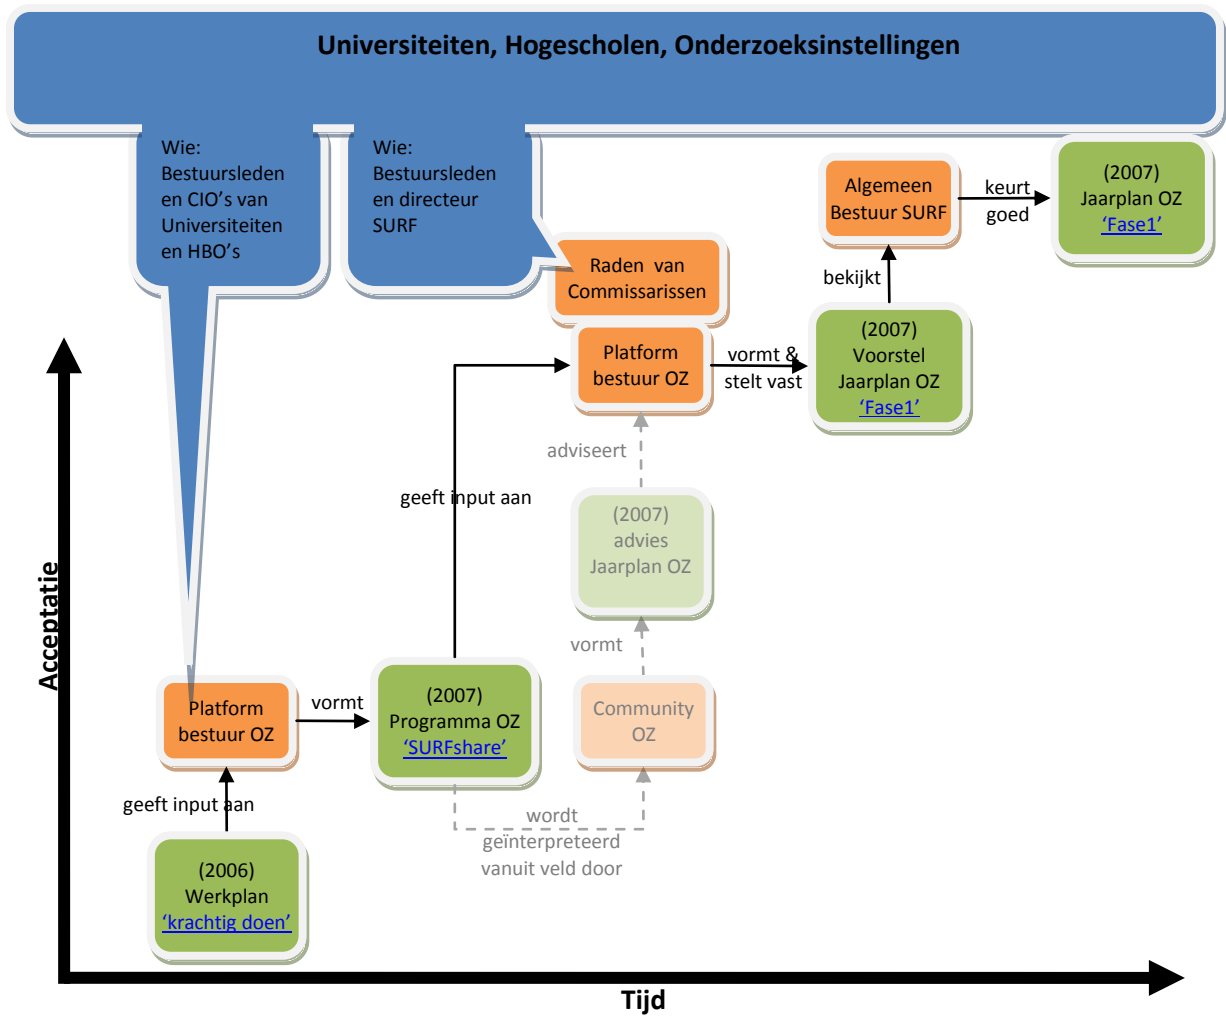 Universiteiten, Hogescholen, Onderzoeksinstellingen
Wie:
Bestuursleden
en CIO’s van
Universiteiten
en HBO’s
Wie:
Bestuursleden
en directeur
SURF
Raden van
Commissarissen
Algemeen
Bestuur SURF
keurt
goed
(2007)
Jaarplan OZ
‘Fase1’
bekijkt
Platform
bestuur OZ
vormt &
stelt vast
(2007)
Voorstel
Jaarplan OZ
‘Fase1’
adviseert
geeft input aan
(2007)
advies
Jaarplan OZ
vormt
Platform
bestuur OZ
vormt
(2007)
Programma OZ
‘SURFshare’
Community
OZ
geeft input aan
wordt
geïnterpreteerd
vanuit veld door
(2006)
Werkplan
‘krachtig doen’
Acceptatie
Tijd